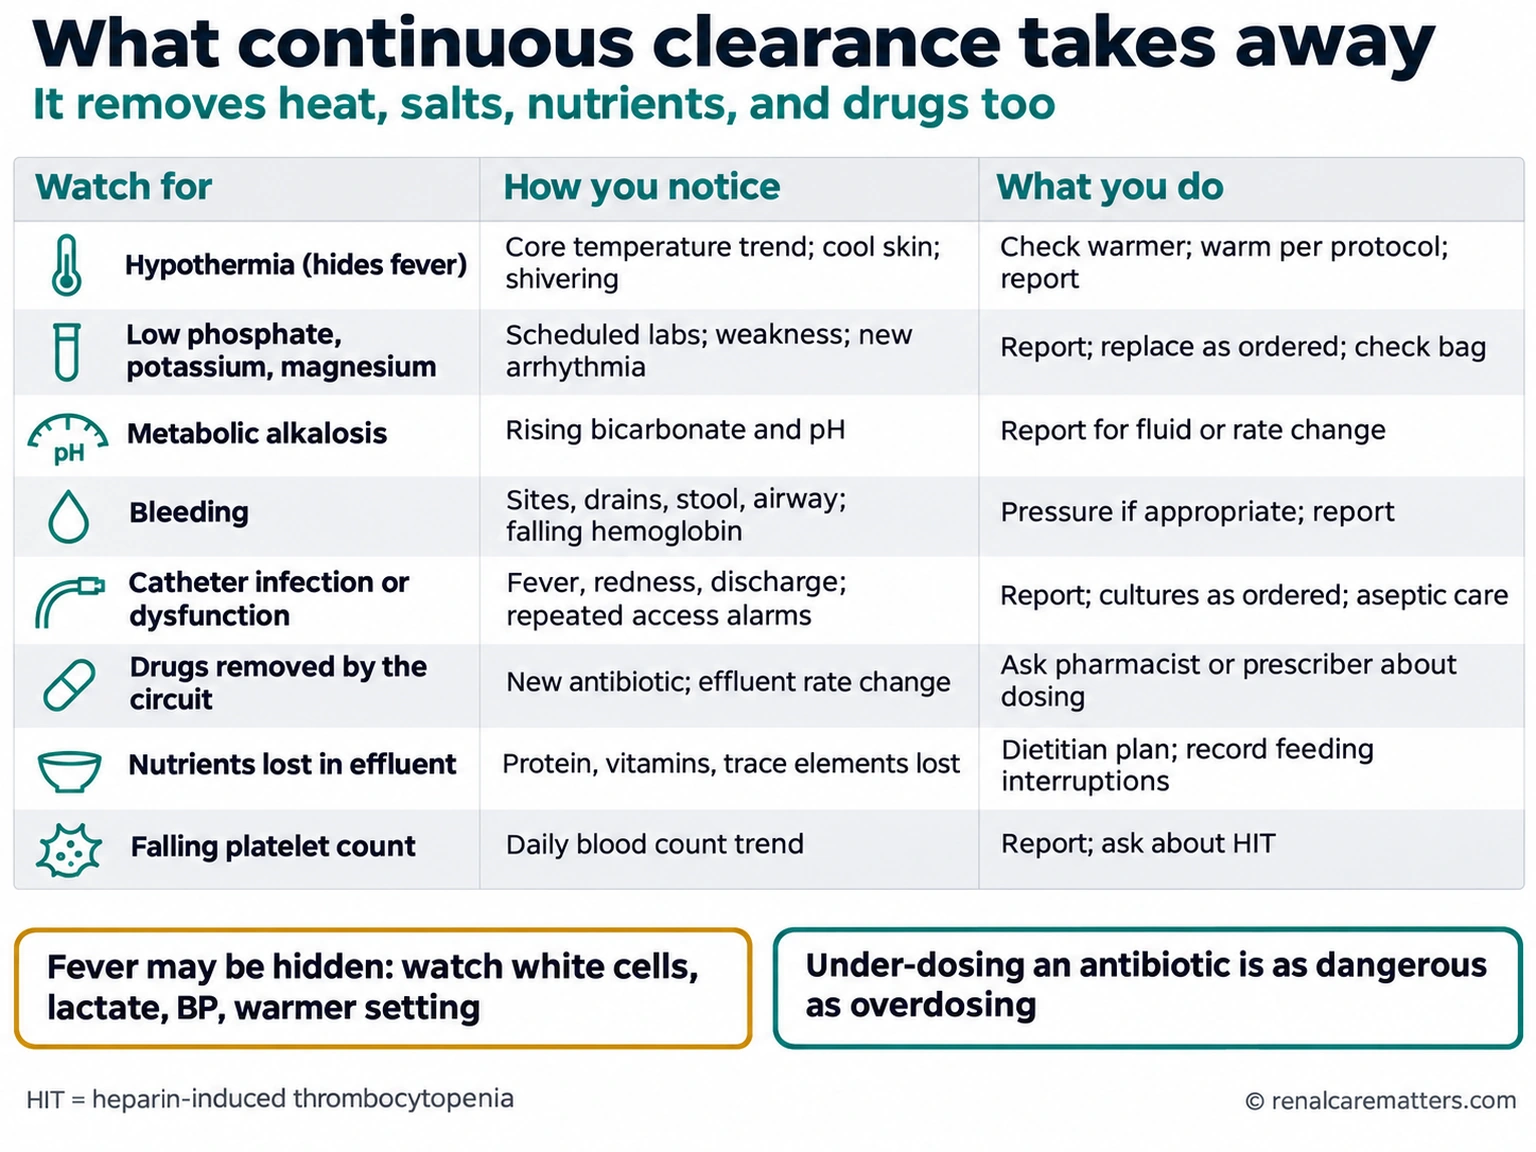 What continuous clearance takes away
It removes heat, salts, nutrients, and drugs too
Watch for
How you notice
What you do
Hypothermia (hides fever)
Core temperature trend; cool skin;
shivering
Check warmer; warm per protocol;
report
Low phosphate,
potassium, magnesium
Scheduled labs; weakness; new
arrhythmia
Report; replace as ordered; check bag
pH
Metabolic alkalosis
Rising bicarbonate and pH
Report for fluid or rate change
Bleeding
Sites, drains, stool, airway;
falling hemoglobin
Pressure if appropriate; report
Catheter infection or
dysfunction
Fever, redness, discharge;
repeated access alarms
Report; cultures as ordered; aseptic care
Drugs removed by the
circuit
New antibiotic; effluent rate change
Ask pharmacist or prescriber about
dosing
Nutrients lost in effluent
Protein, vitamins, trace elements lost
Dietitian plan; record feeding
interruptions
Falling platelet count
Daily blood count trend
Report; ask about HIT
Fever may be hidden: watch white cells,
lactate, BP, warmer setting
Under-dosing an antibiotic is as dangerous
as overdosing
HIT = heparin-induced thrombocytopenia
© renalcarematters.com